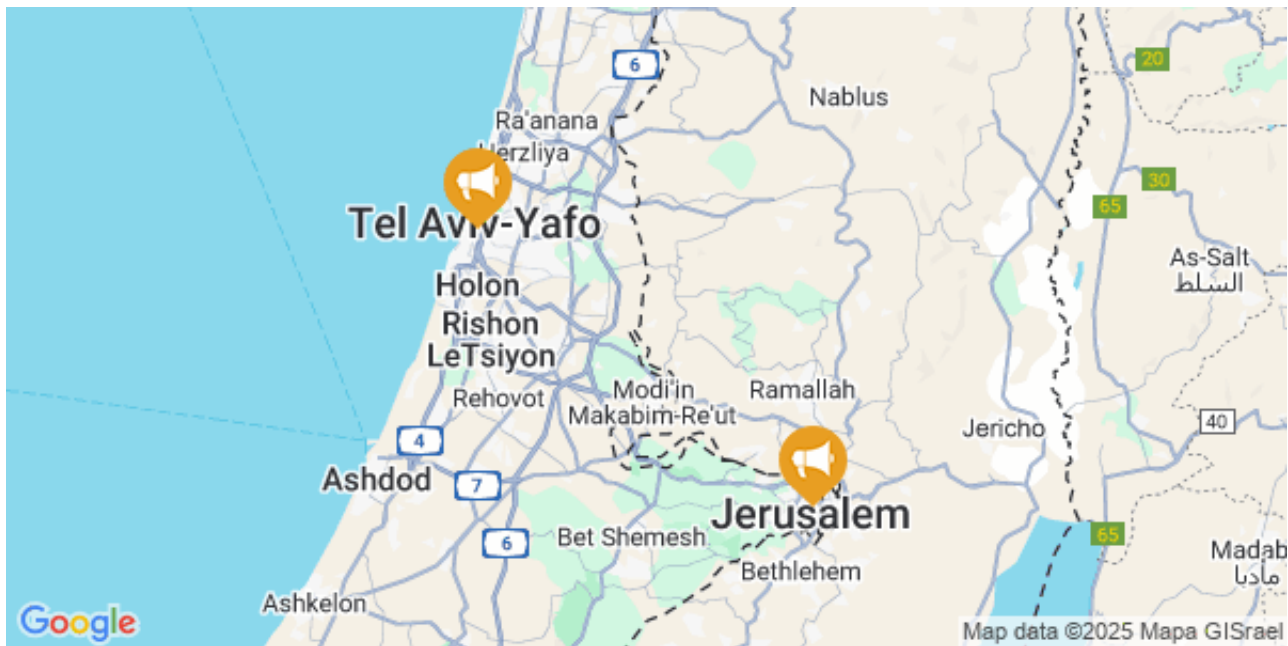 6
20
Nablus
Ra'anana
Herzliya
30
65
Tel Aviv-Yafo
As-Salt
السلط
Holon
Rishon
LeTsiyon
Rehovot
Modi'in
Makabim-Re'ut
Ramallah
Jericho
40
4
Ashdod
7
Jerusalem
6
Bet Shemesh
65
Bethlehem
Madab
مادبا
Ashkelon
Google
Map data ©2025 Mapa GISrael